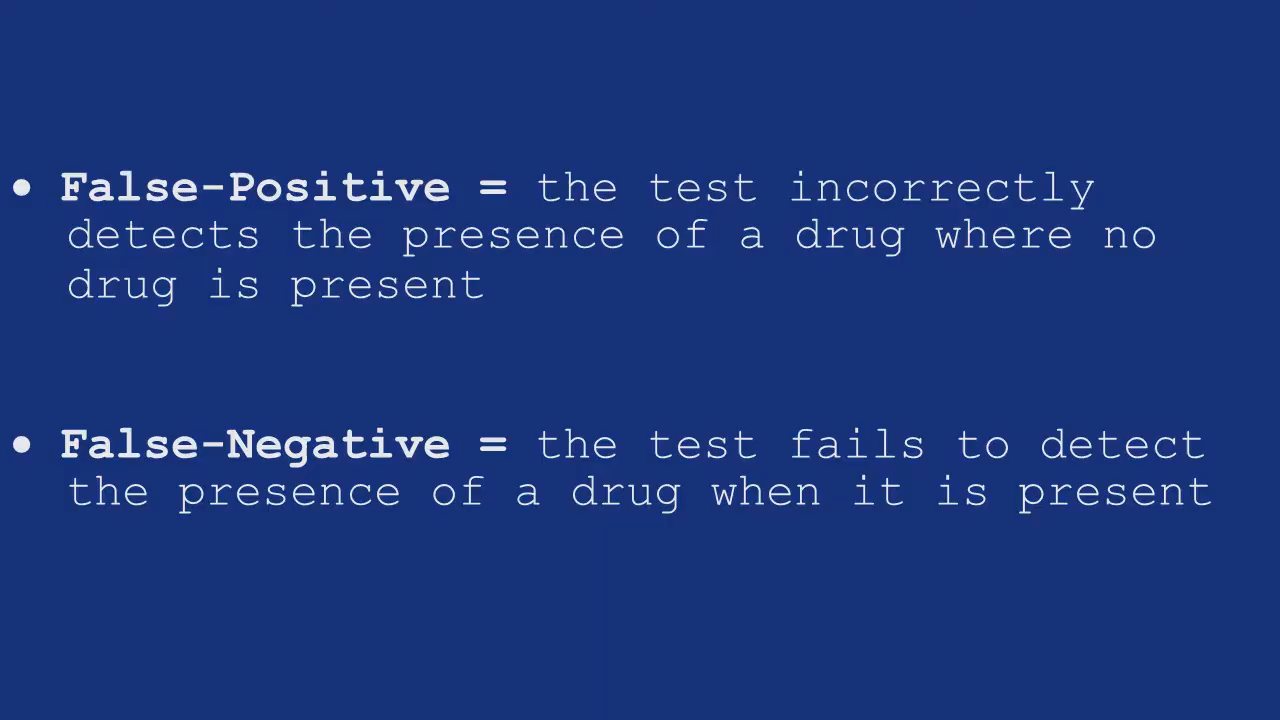 • False-Positive = the test incorrectly
detects the presence of a drug where no
drug is present
• False-Negative = the test fails to detect
the presence of a drug when it is present